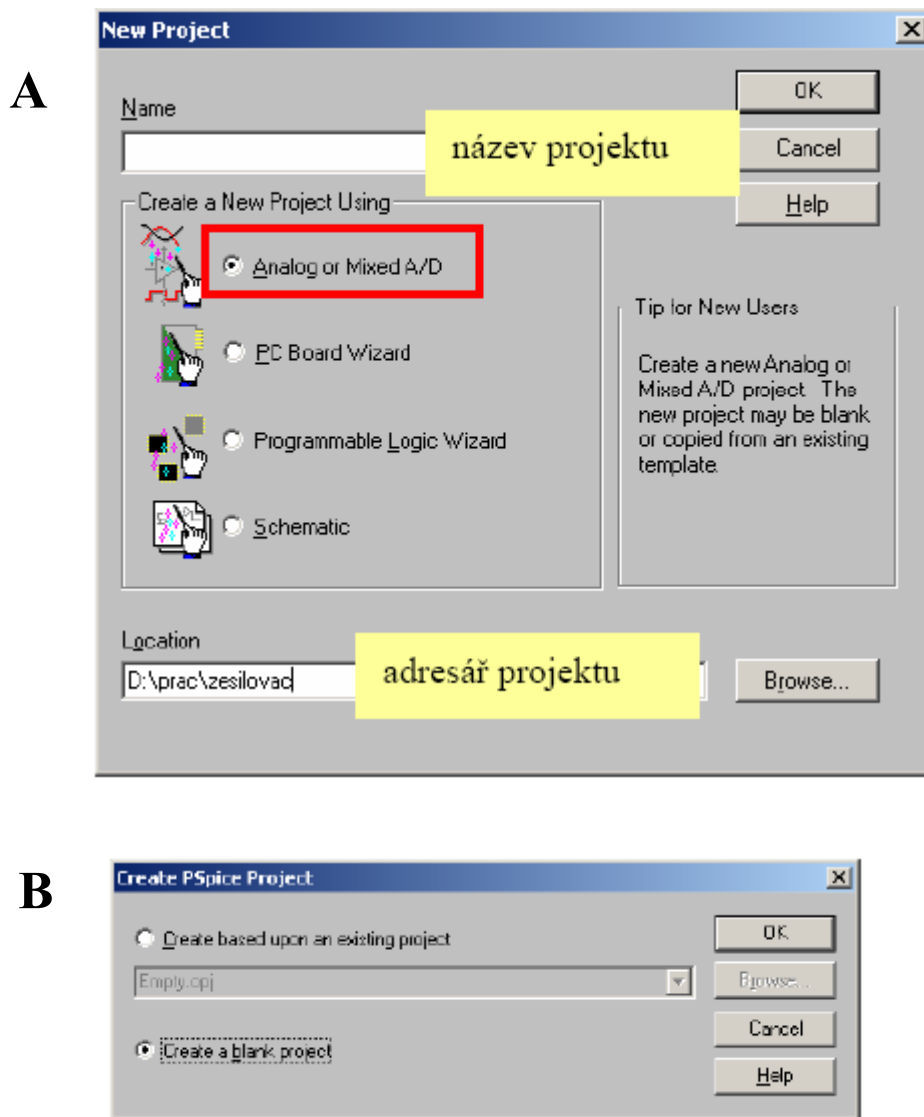 A
New Project
Name
název projektu
OK
Cancel
Help
Create a New Project Using
Analog or Mixed A/D
PC Board Wizard
Programmable Logic Wizard
Schematic
Tip for New Users
Create a new Analog or
Mixed A/D project. The
new project may be blank
or copied from an existing
template.
Location
D:\prac\zesilovac
adresář projektu
Browse...
B
Create PSpice Project
Create based upon an existing project
Empty.opj
Create a blank project
OK
Browse...
Cancel
Help